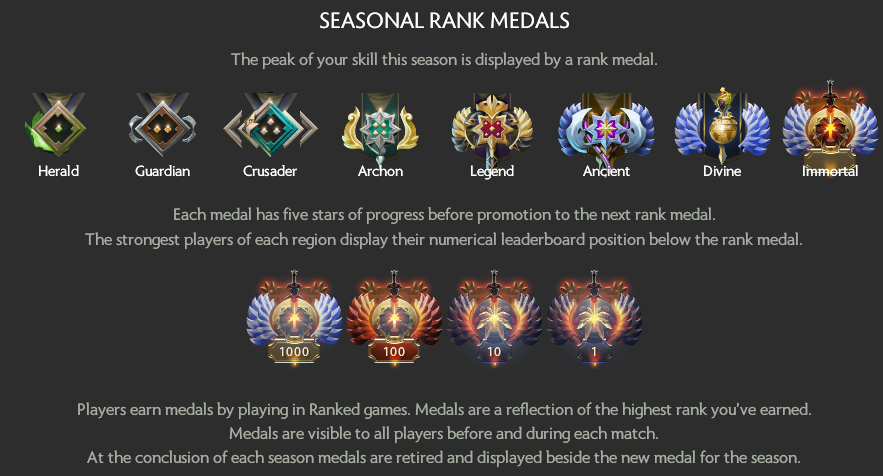 SEASONAL RANK MEDALS
The peak of your skill this season is displayed by a rank medal.
Herald Guardian Crusader Archon Legend Ancient Divine Immortal
Each medal has five stars of progress before promotion to the next rank medal.
The strongest players of each region display their numerical leaderboard position below the rank medal.
1000 100 10 1
Players earn medals by playing in Ranked games. Medals are a reflection of the highest rank you've earned.
Medals are visible to all players before and during each match.
At the conclusion of each season medals are retired and displayed beside the new medal for the season.